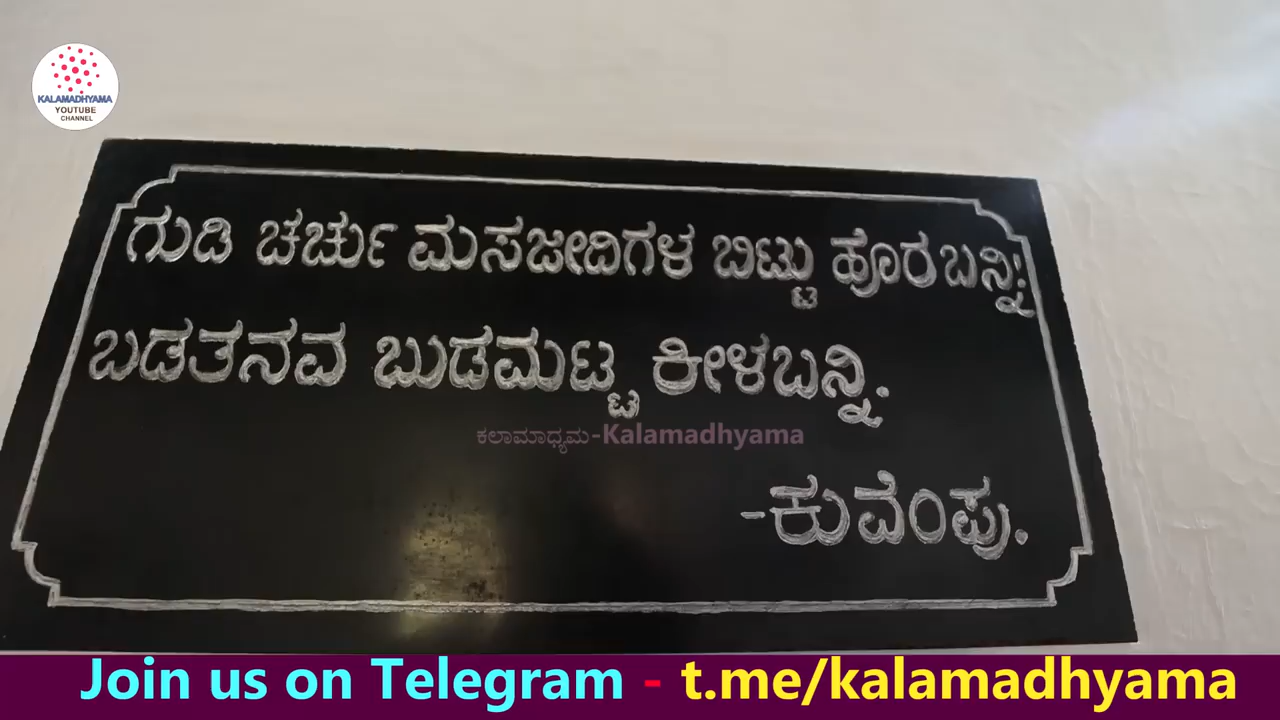 KALAMADHYAMA
YOUTUBE
CHANNEL
ಗುಡಿ ಚರ್ಚು ಮಸಜೀದಿಗಳ ಬಿಟ್ಟು ಹೊರಬನ್ನಿ!
ಬಡತನವ ಬುಡಮಟ್ಟ ಕೀಳಬನ್ನಿ.
ಕಲಾಮಾಧ್ಯಮ-Kalamadhyama
-ಕುವೆಂಪು.
Join us on Telegram - t.me/kalamadhyama